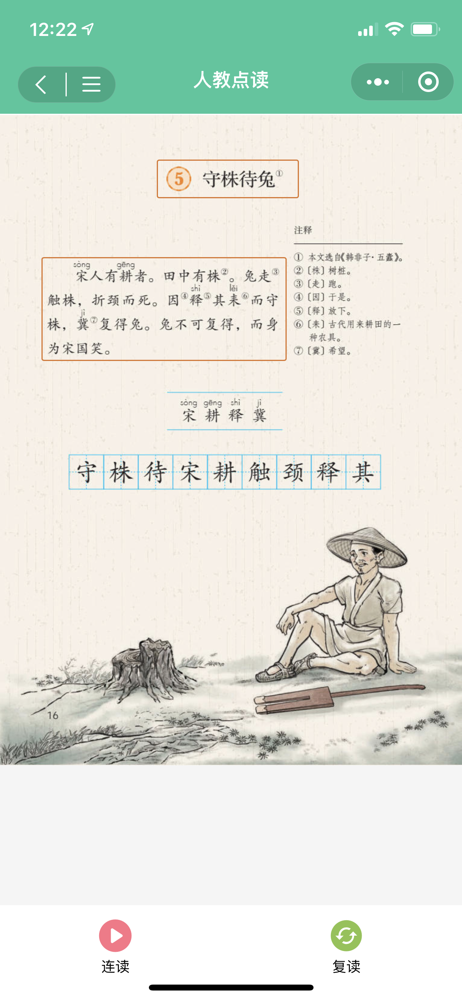 12:22
人教点读
5 守株待兔①
sòng gēng
宋人有耕者。田中有株②。兔走③
shì lěi
触株，折颈而死。因④释⑤其耒⑥而守
jì
株，冀⑦复得兔。兔不可复得，而身
为宋国笑。
注释
① 本文选自《韩非子·五蠹》。
②〔株〕树桩。
③〔走〕跑。
④〔因〕于是。
⑤〔释〕放下。
⑥〔耒〕古代用来耕田的一
种农具。
⑦〔冀〕希望。
sòng gēng shì jì
宋 耕 释 冀
守株待宋耕触颈释其
16
连读
复读